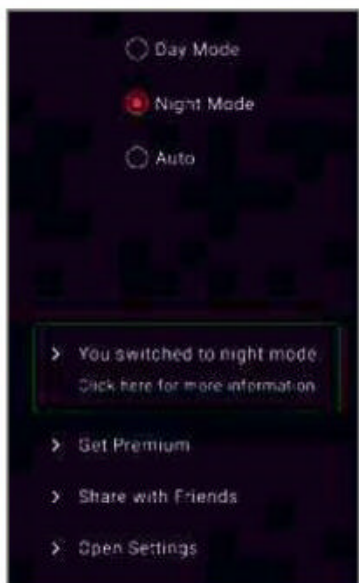 Day Mode
Night Mode
Auto
> You switched to night mode
Click here for more information
> Get Premium
> Share with Friends
> Open Settings